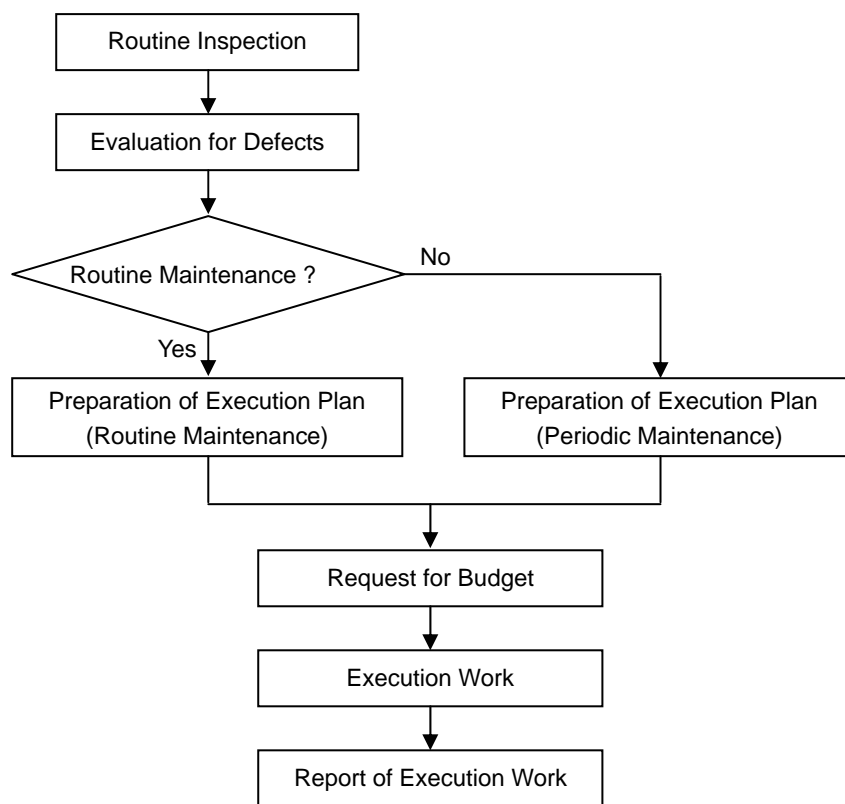 Routine Inspection
Evaluation for Defects
Routine Maintenance ?
No
Yes
Preparation of Execution Plan
(Routine Maintenance)
Preparation of Execution Plan
(Periodic Maintenance)
Request for Budget
Execution Work
Report of Execution Work